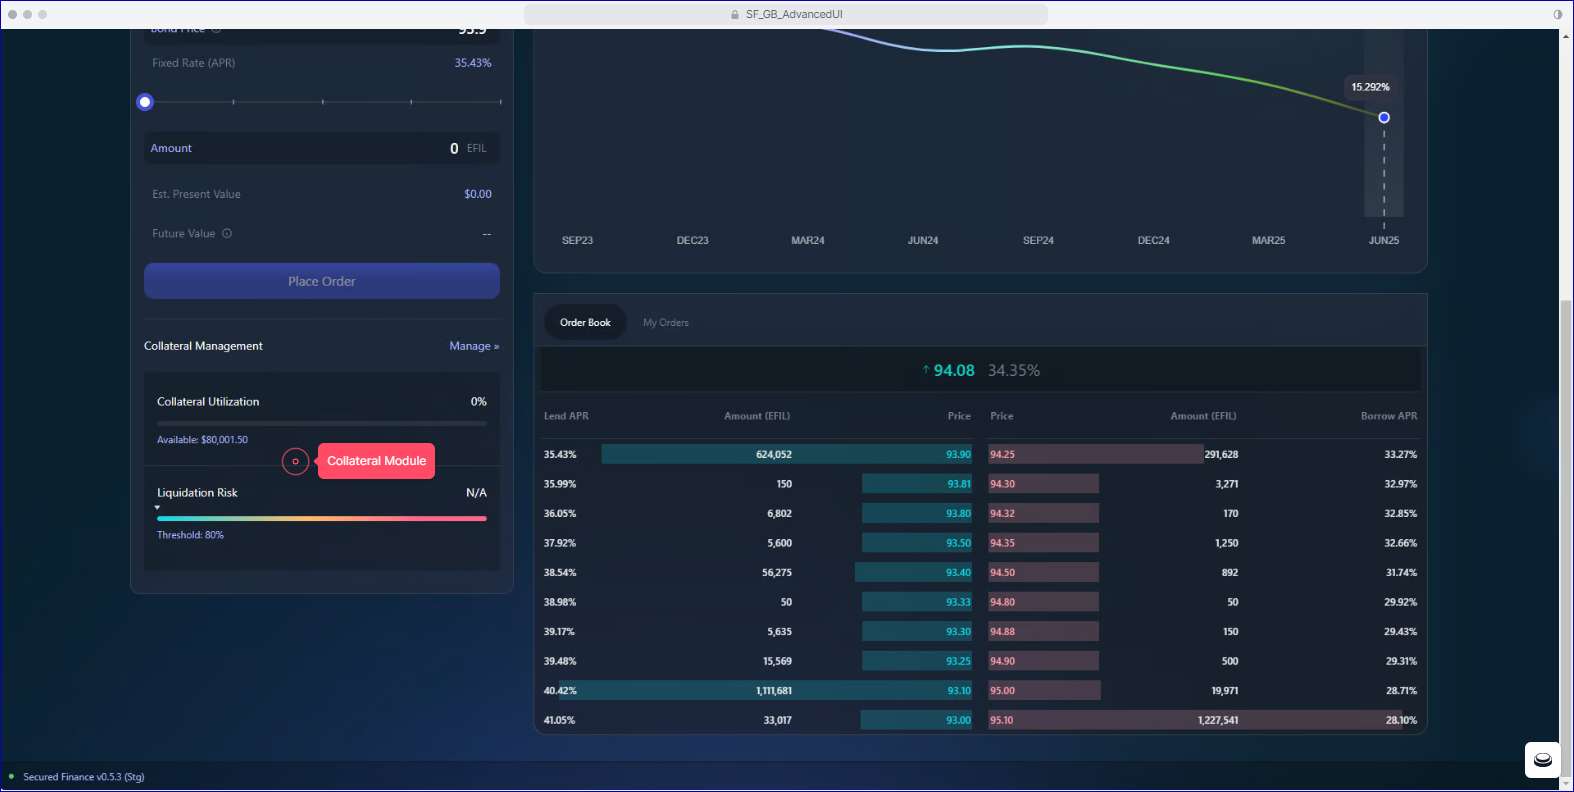 SF_GB_AdvancedUI
Bond Price 93.9
Fixed Rate (APR) 35.43%
Amount 0 EFIL
Est. Present Value $0.00
Future Value --
Place Order
Collateral Management Manage »
Collateral Utilization 0%
Available: $80,001.50
Collateral Module
Liquidation Risk N/A
Threshold: 80%
15.292%
SEP23 DEC23 MAR24 JUN24 SEP24 DEC24 MAR25 JUN25
Order Book My Orders
↑ 94.08 34.35%
Lend APR Amount (EFIL) Price Price Amount (EFIL) Borrow APR
35.43% 624,052 93.90 94.25 291,628 33.27%
35.99% 150 93.81 94.30 3,271 32.97%
36.05% 6,802 93.80 94.32 170 32.85%
37.92% 5,600 93.50 94.35 1,250 32.66%
38.54% 56,275 93.40 94.50 892 31.74%
38.98% 50 93.33 94.80 50 29.92%
39.17% 5,635 93.30 94.88 150 29.43%
39.48% 15,569 93.25 94.90 500 29.31%
40.42% 1,111,681 93.10 95.00 19,971 28.71%
41.05% 33,017 93.00 95.10 1,227,541 28.10%
Secured Finance v0.5.3 (Stg)